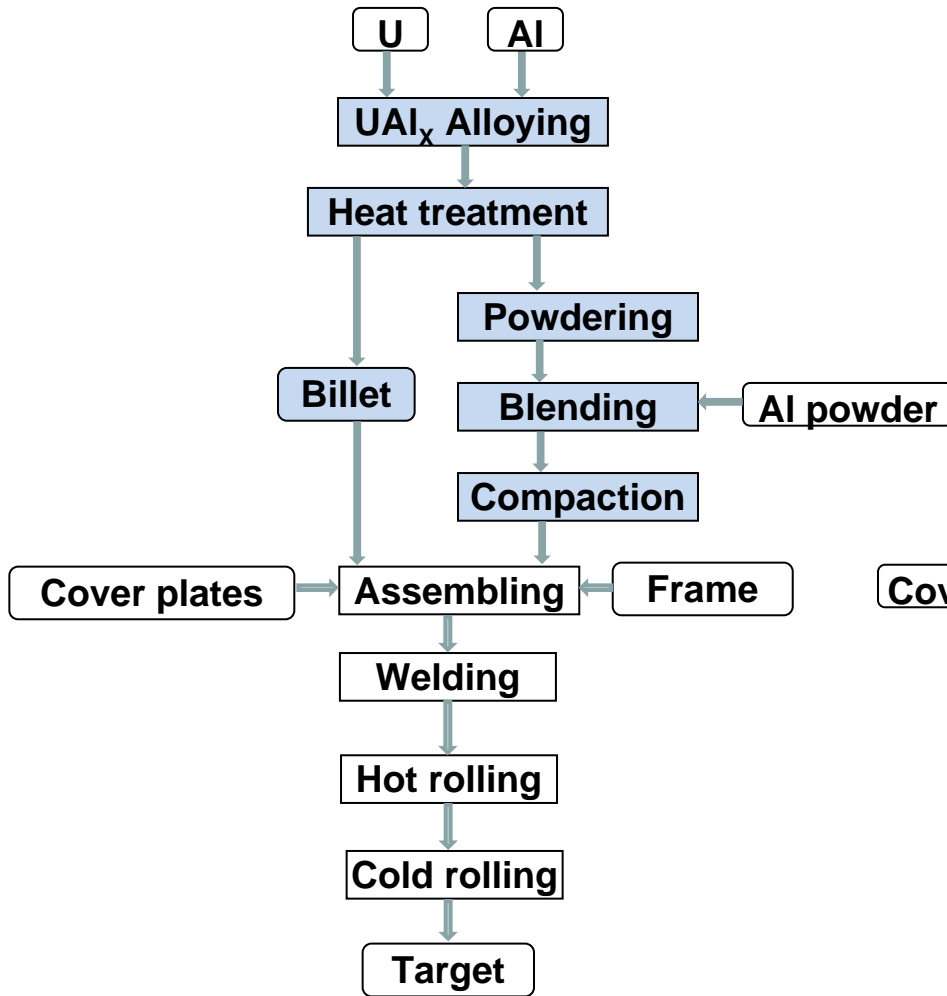 U
Al
UAlx Alloying
Heat treatment
Powdering
Billet
Blending
Al powder
Compaction
Cover plates
Assembling
Frame
Cov
Welding
Hot rolling
Cold rolling
Target